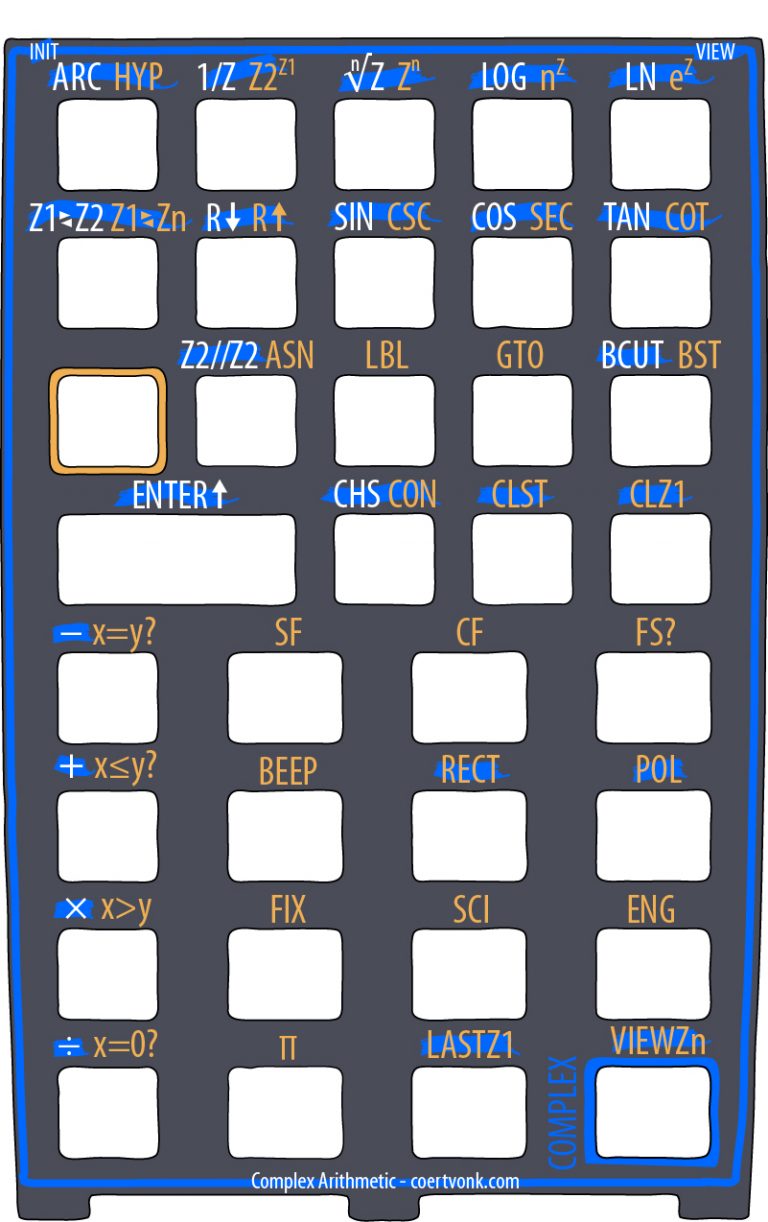 INIT VIEW
ARC HYP 1/Z Z2^Z1 ⁿ√Z Zⁿ LOG n^Z LN e^Z
Z1▸◂Z2 Z1▸◂Zn R↓ R↑ SIN CSC COS SEC TAN COT
Z2//Z2 ASN LBL GTO BCUT BST
ENTER↑ CHS CON CLST CLZ1
− x=y? SF CF FS?
+ x≤y? BEEP RECT POL
× x>y FIX SCI ENG
÷ x=0? π LASTZ1 VIEWZn
COMPLEX
Complex Arithmetic - coertvonk.com